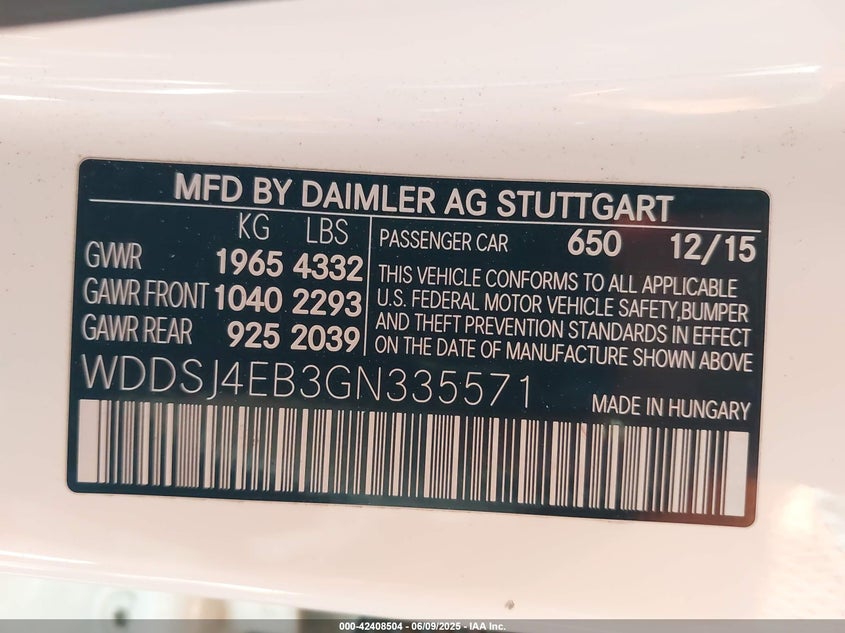 MFD BY DAIMLER AG STUTTGART
KG LBS
GVWR 1965 4332
GAWR FRONT 1040 2293
GAWR REAR 925 2039
PASSENGER CAR 650 12/15
THIS VEHICLE CONFORMS TO ALL APPLICABLE
U.S. FEDERAL MOTOR VEHICLE SAFETY,BUMPER
AND THEFT PREVENTION STANDARDS IN EFFECT
ON THE DATE OF MANUFACTURE SHOWN ABOVE
WDDSJ4EB3GN335571
MADE IN HUNGARY
000-42408504 - 06/09/2025 - IAA Inc.